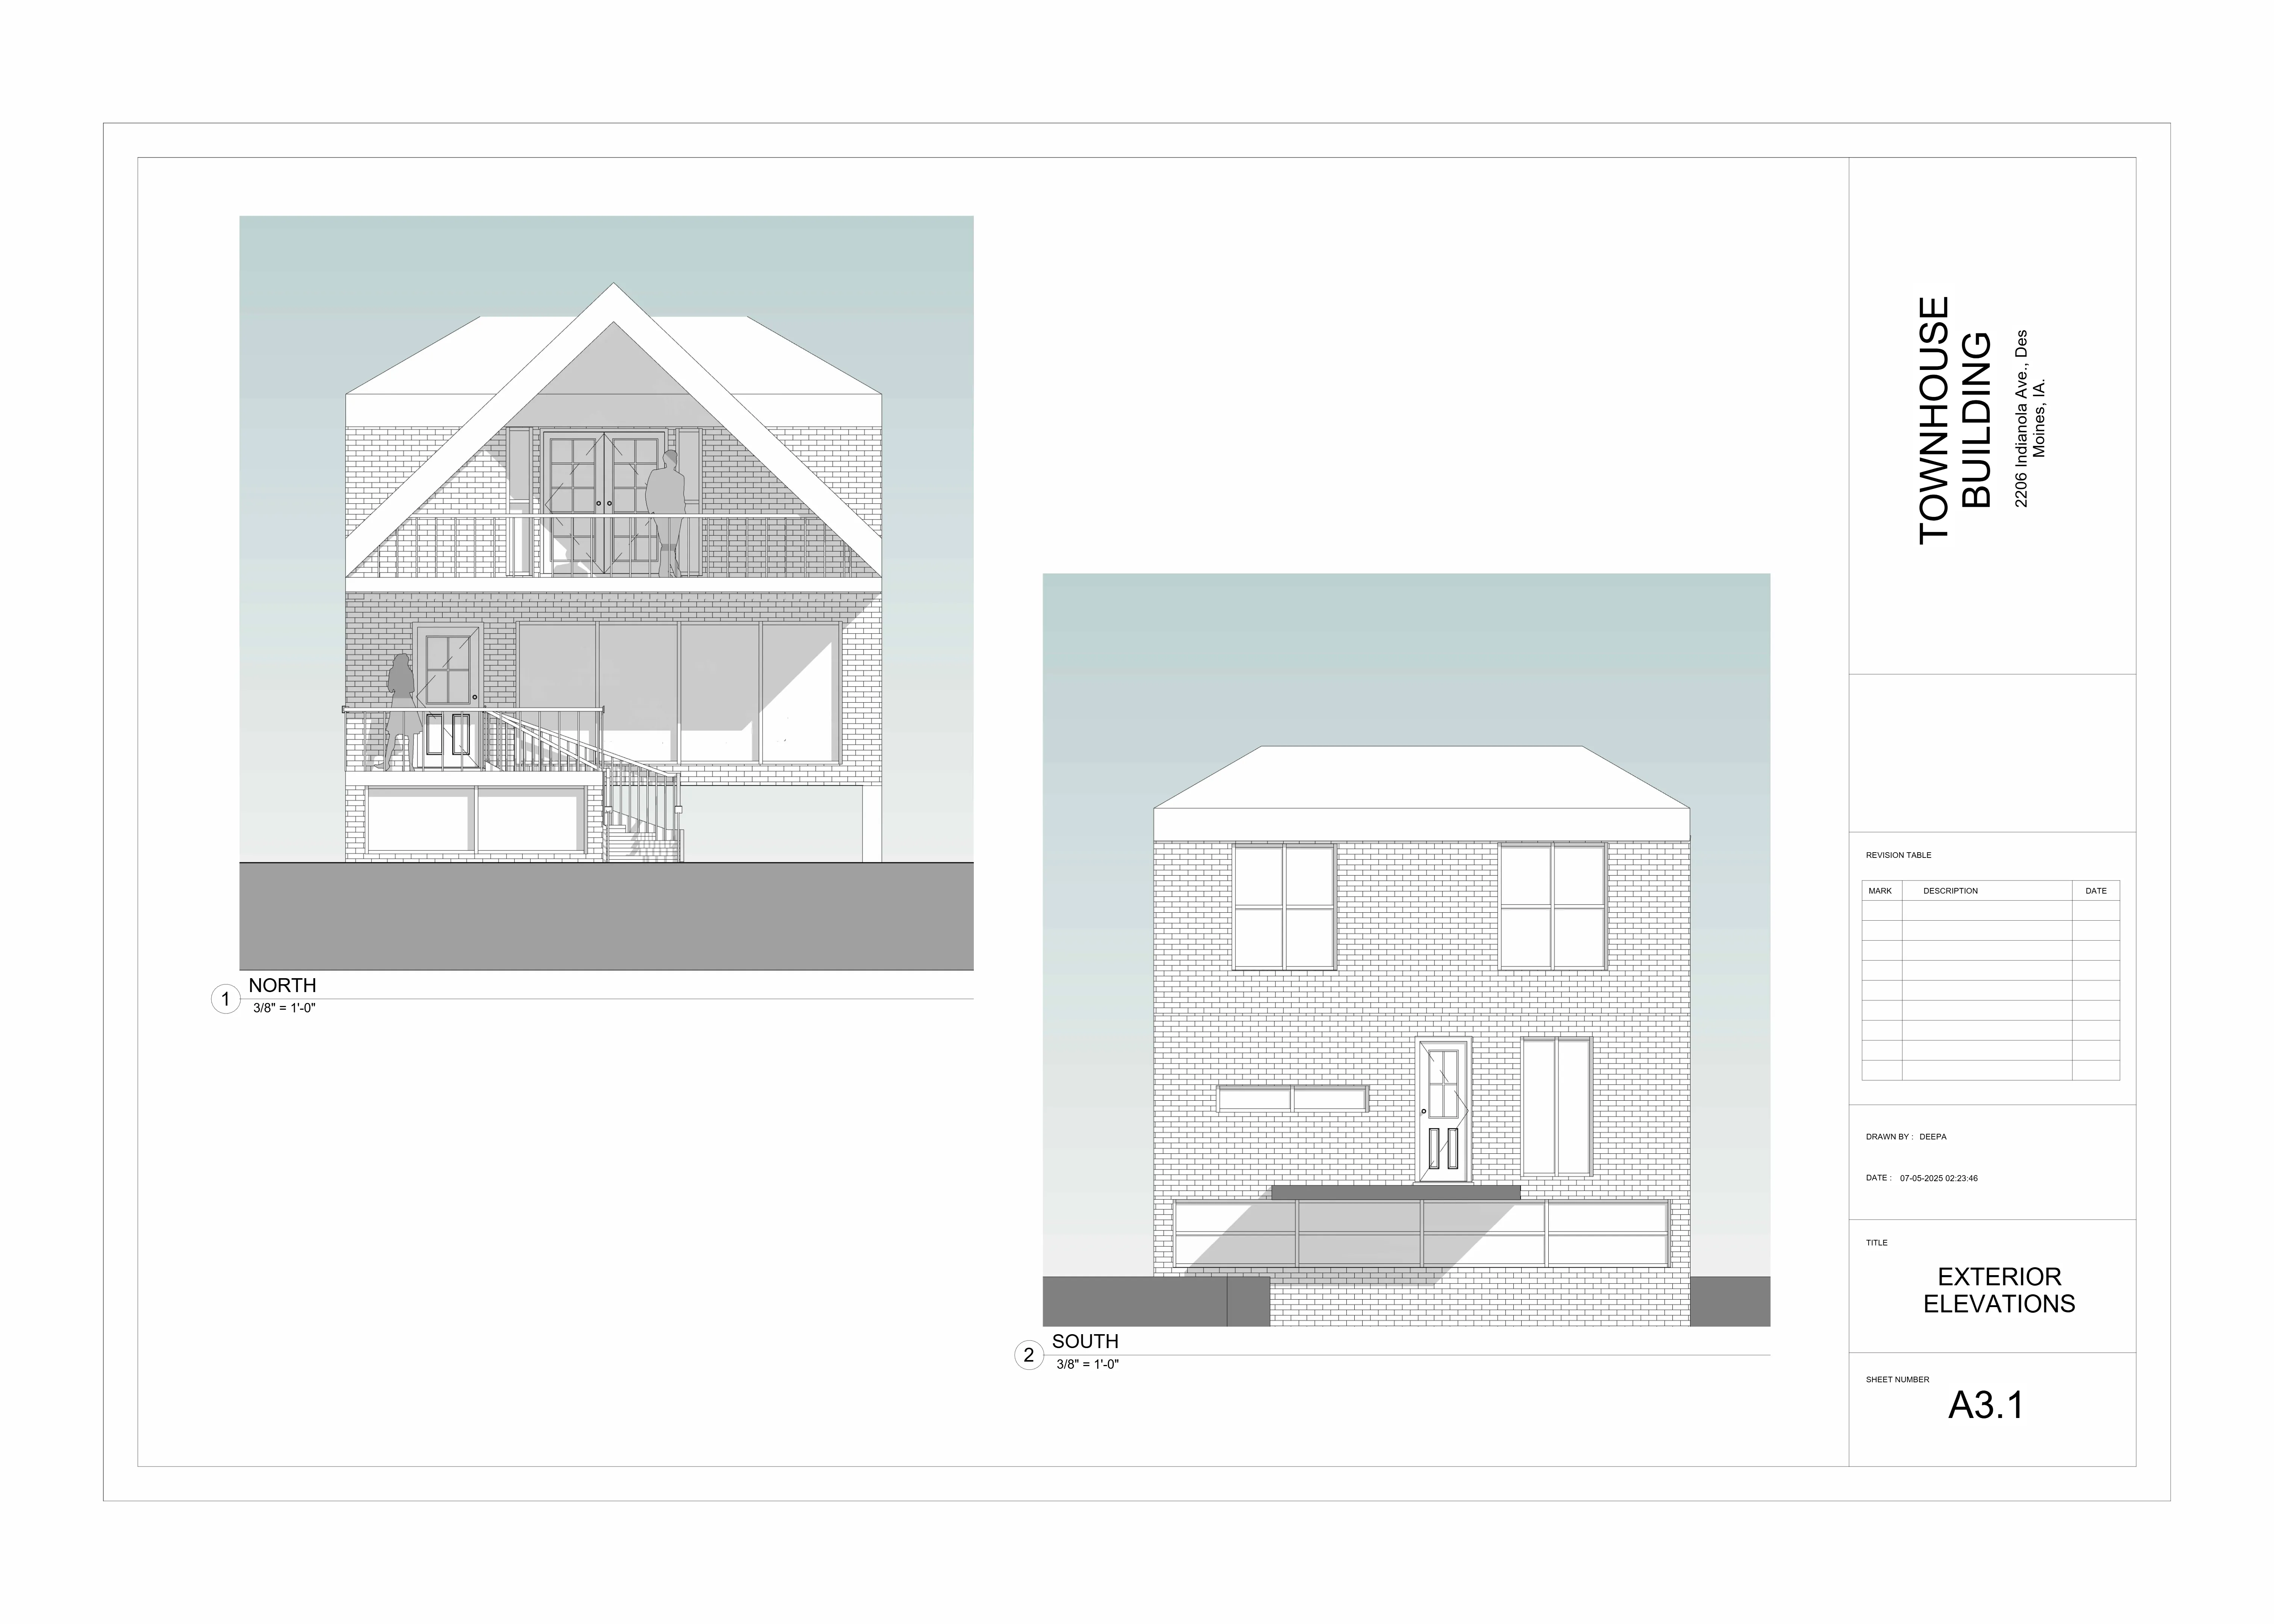 1
NORTH
3/8" = 1'-0"
2
SOUTH
3/8" = 1'-0"
TOWNHOUSE
BUILDING
2206 Indianola Ave., Des
Moines, IA.
REVISION TABLE
MARK DESCRIPTION DATE
DRAWN BY : DEEPA
DATE : 07-05-2025 02:23:46
TITLE
EXTERIOR
ELEVATIONS
SHEET NUMBER
A3.1